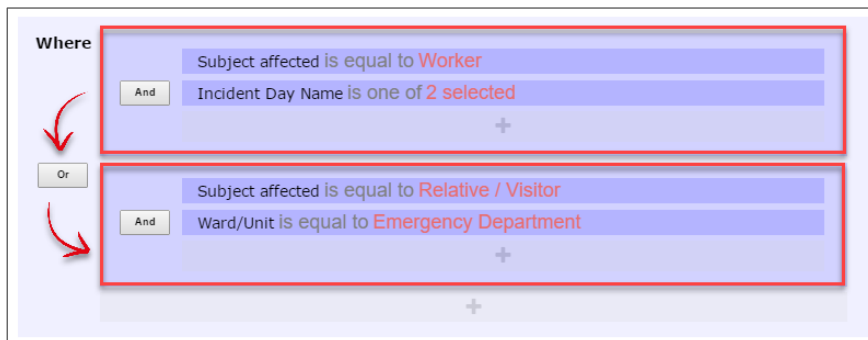 Where
Subject affected is equal to Worker
And
Incident Day Name is one of 2 selected
+
Or
Subject affected is equal to Relative / Visitor
And
Ward/Unit is equal to Emergency Department
+
+